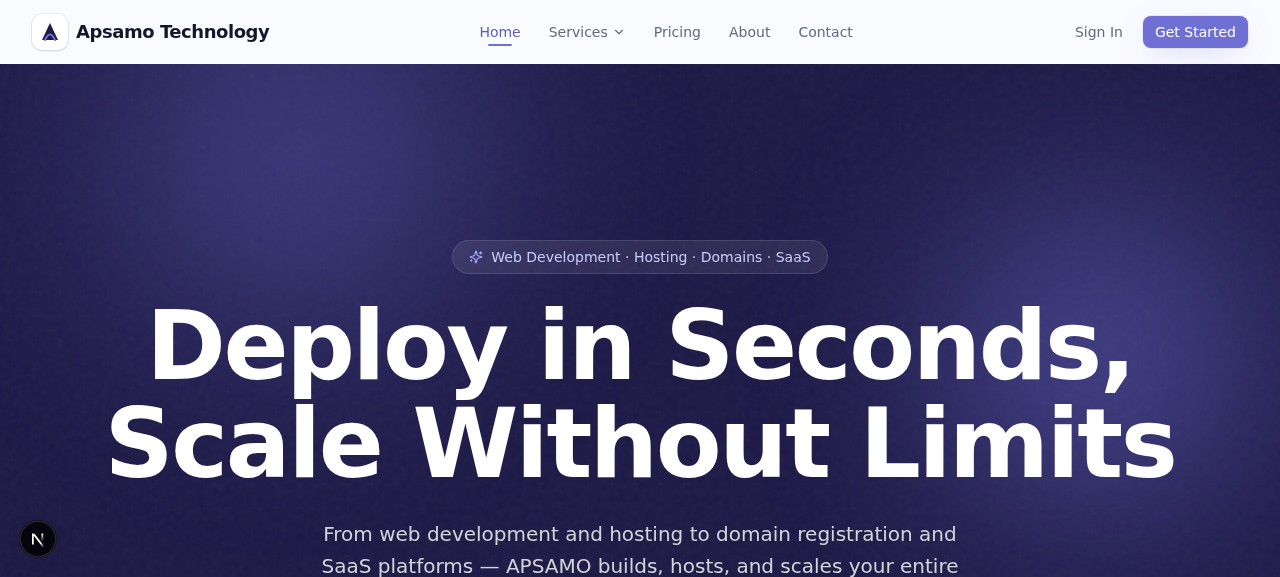 Apsamo Technology
Home Services Pricing About Contact
Sign In Get Started
Web Development · Hosting · Domains · SaaS
Deploy in Seconds,
Scale Without Limits
From web development and hosting to domain registration and
SaaS platforms — APSAMO builds, hosts, and scales your entire
N